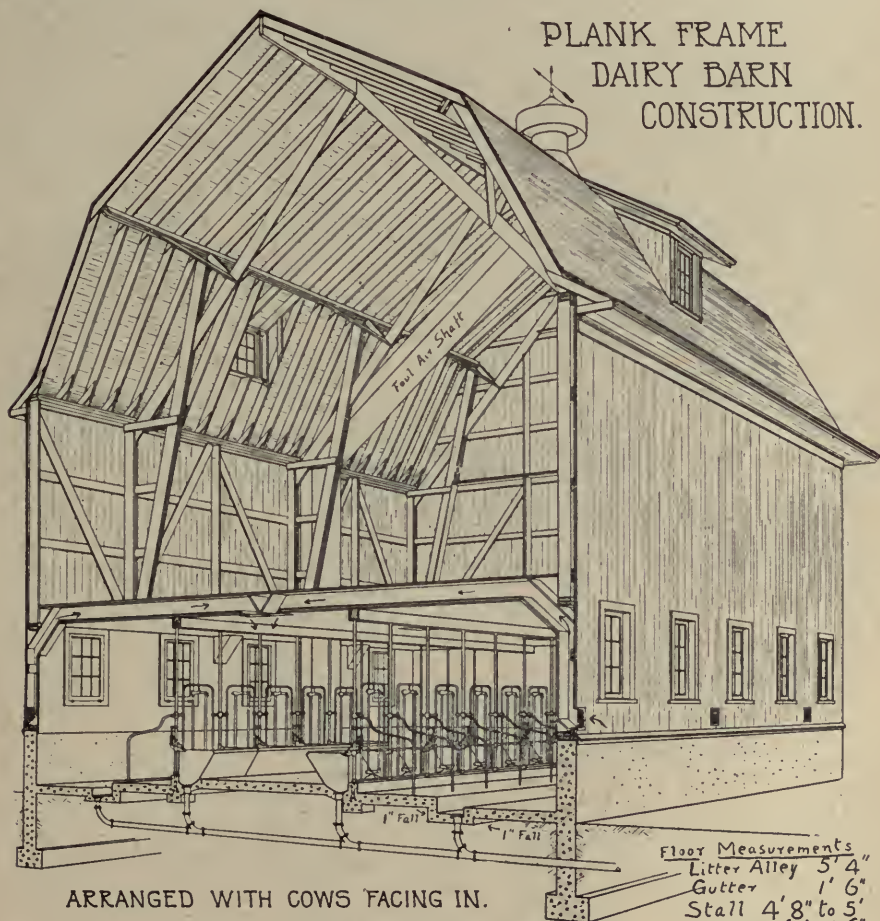 PLANK FRAME
DAIRY BARN
CONSTRUCTION.
Foul Air Shaft
1" Fall
1" Fall
Floor Measurements
Litter Alley 5' 4"
Gutter 1' 6"
Stall 4' 8" to 5'
ARRANGED WITH COWS FACING IN.